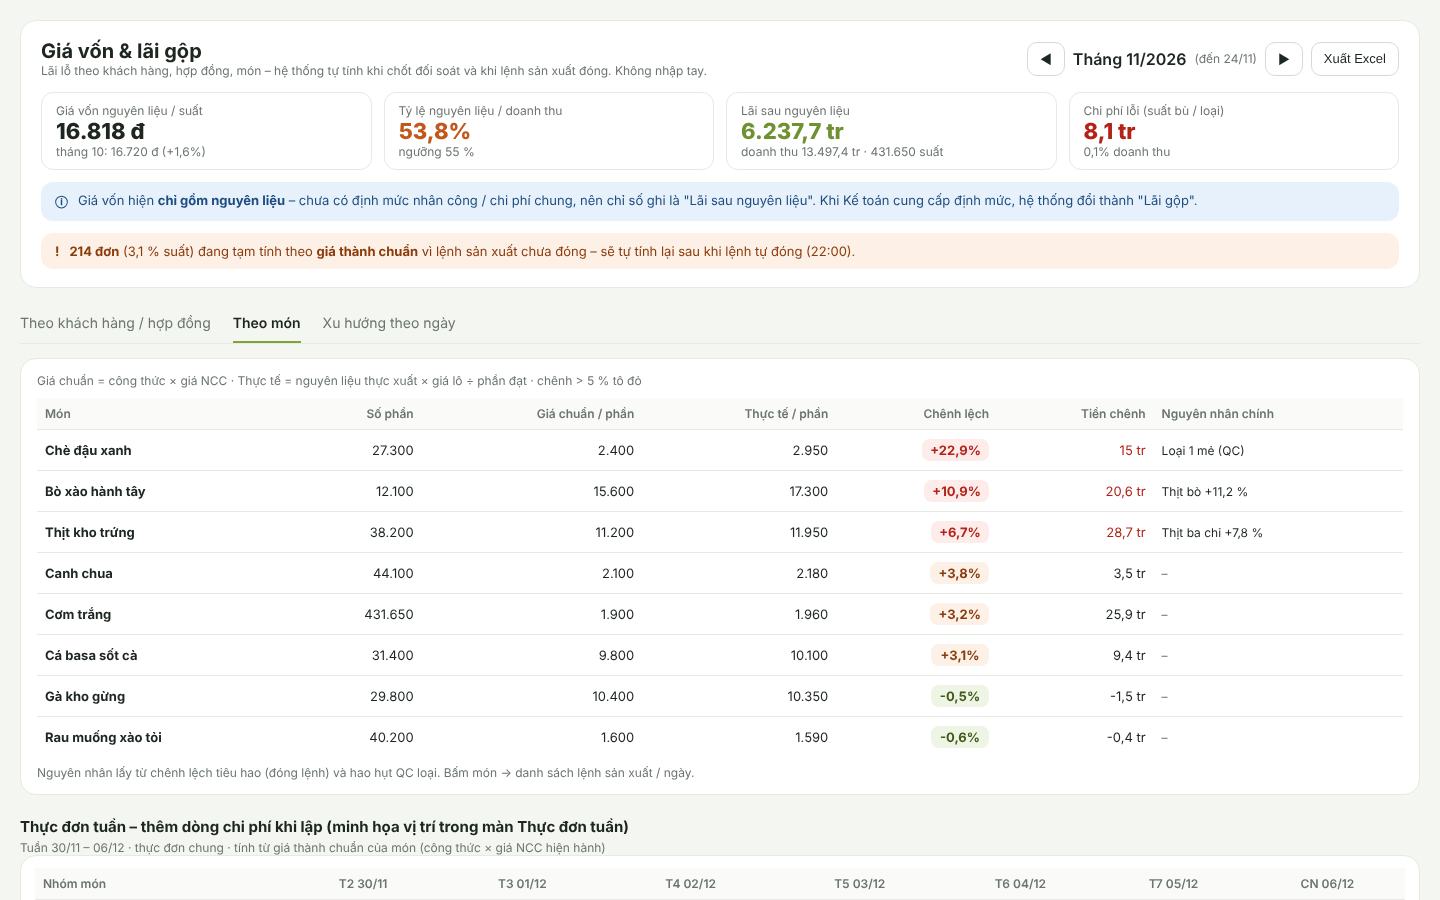 Giá vốn & lãi gộp
Lãi lỗ theo khách hàng, hợp đồng, món – hệ thống tự tính khi chốt đối soát và khi lệnh sản xuất đóng. Không nhập tay.
◀ Tháng 11/2026 (đến 24/11) ▶ Xuất Excel
Giá vốn nguyên liệu / suất
16.818 đ
tháng 10: 16.720 đ (+1,6%)
Tỷ lệ nguyên liệu / doanh thu
53,8%
ngưỡng 55 %
Lãi sau nguyên liệu
6.237,7 tr
doanh thu 13.497,4 tr · 431.650 suất
Chi phí lỗi (suất bù / loại)
8,1 tr
0,1% doanh thu
Giá vốn hiện chỉ gồm nguyên liệu – chưa có định mức nhân công / chi phí chung, nên chỉ số ghi là "Lãi sau nguyên liệu". Khi Kế toán cung cấp định mức, hệ thống đổi thành "Lãi gộp".
! 214 đơn (3,1 % suất) đang tạm tính theo giá thành chuẩn vì lệnh sản xuất chưa đóng – sẽ tự tính lại sau khi lệnh tự đóng (22:00).
Theo khách hàng / hợp đồng Theo món Xu hướng theo ngày
Giá chuẩn = công thức × giá NCC · Thực tế = nguyên liệu thực xuất × giá lô ÷ phần đạt · chênh > 5 % tô đỏ
Món Số phần Giá chuẩn / phần Thực tế / phần Chênh lệch Tiền chênh Nguyên nhân chính
Chè đậu xanh 27.300 2.400 2.950 +22,9% 15 tr Loại 1 mẻ (QC)
Bò xào hành tây 12.100 15.600 17.300 +10,9% 20,6 tr Thịt bò +11,2 %
Thịt kho trứng 38.200 11.200 11.950 +6,7% 28,7 tr Thịt ba chỉ +7,8 %
Canh chua 44.100 2.100 2.180 +3,8% 3,5 tr –
Cơm trắng 431.650 1.900 1.960 +3,2% 25,9 tr –
Cá basa sốt cà 31.400 9.800 10.100 +3,1% 9,4 tr –
Gà kho gừng 29.800 10.400 10.350 -0,5% -1,5 tr –
Rau muống xào tỏi 40.200 1.600 1.590 -0,6% -0,4 tr –
Nguyên nhân lấy từ chênh lệch tiêu hao (đóng lệnh) và hao hụt QC loại. Bấm món → danh sách lệnh sản xuất / ngày.
Thực đơn tuần – thêm dòng chi phí khi lập (minh họa vị trí trong màn Thực đơn tuần)
Tuần 30/11 – 06/12 · thực đơn chung · tính từ giá thành chuẩn của món (công thức × giá NCC hiện hành)
Nhóm món T2 30/11 T3 01/12 T4 02/12 T5 03/12 T6 04/12 T7 05/12 CN 06/12